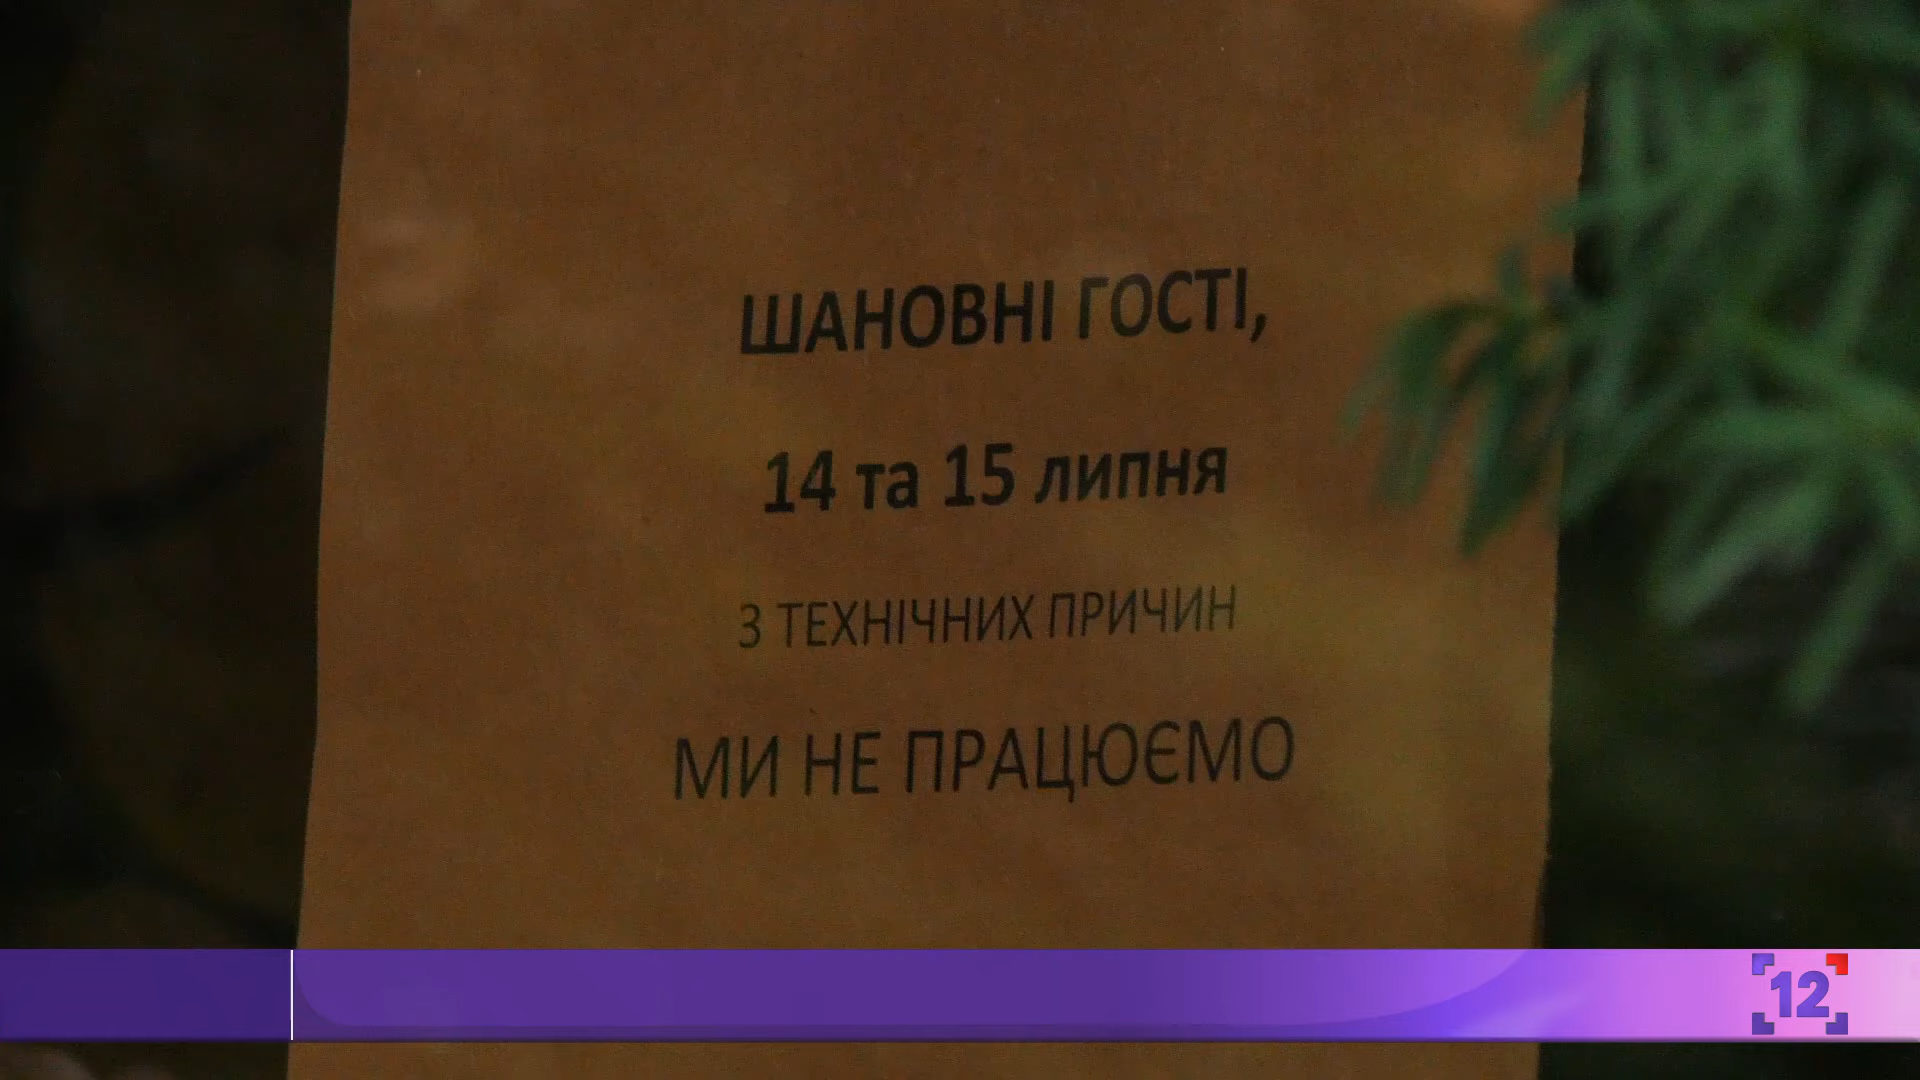 ШАНОВНІ ГОСТІ,
14 та 15 липня
З ТЕХНІЧНИХ ПРИЧИН
МИ НЕ ПРАЦЮЄМО
12